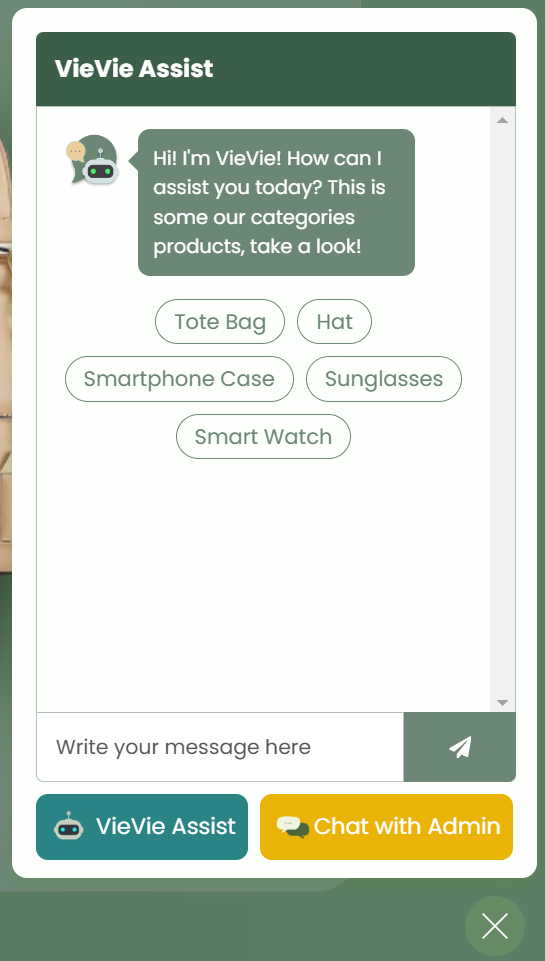 VieVie Assist
Hi! I'm VieVie! How can I
assist you today? This is
some our categories
products, take a look!
Tote Bag
Hat
Smartphone Case
Sunglasses
Smart Watch
Write your message here
VieVie Assist
Chat with Admin